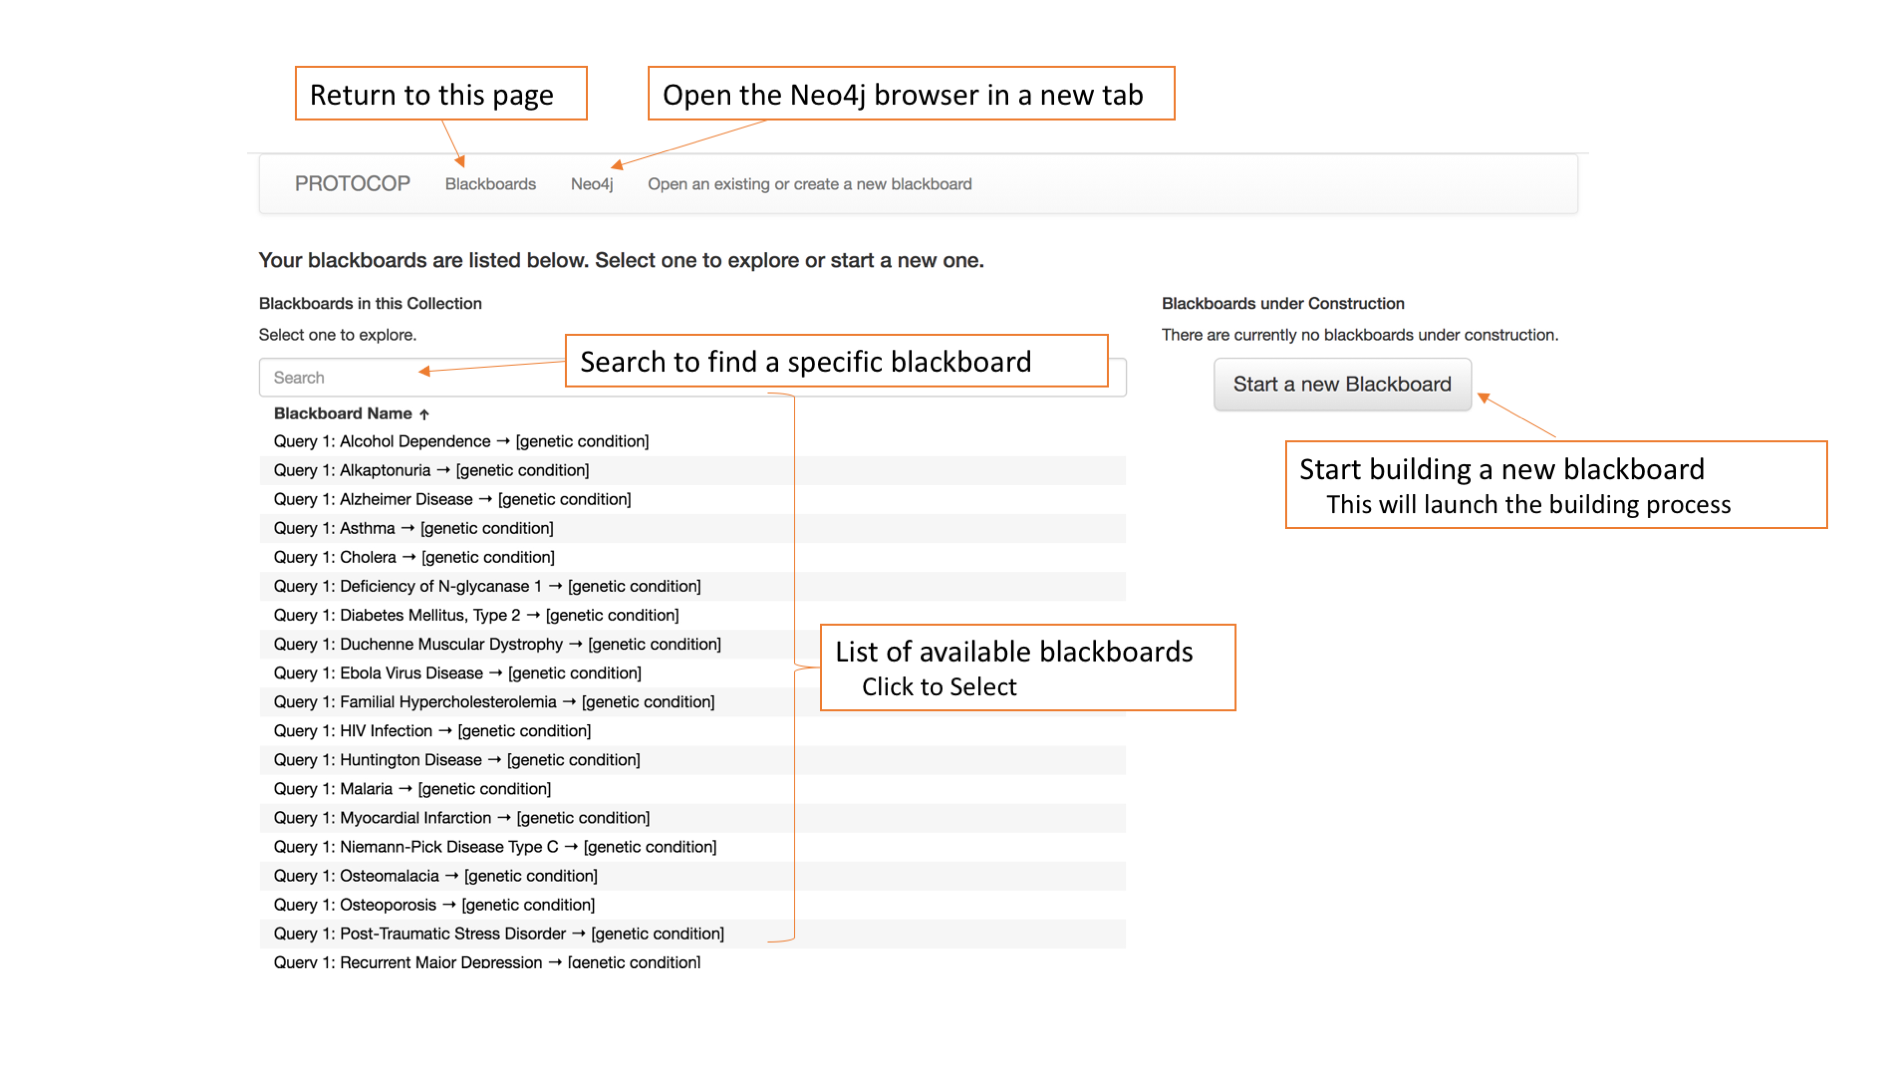 Return to this page
Open the Neo4j browser in a new tab
PROTOCOP Blackboards Neo4j Open an existing or create a new blackboard
Your blackboards are listed below. Select one to explore or start a new one.
Blackboards in this Collection
Select one to explore.
Search to find a specific blackboard
Search
Blackboard Name ↑
Query 1: Alcohol Dependence → [genetic condition]
Query 1: Alkaptonuria → [genetic condition]
Query 1: Alzheimer Disease → [genetic condition]
Query 1: Asthma → [genetic condition]
Query 1: Cholera → [genetic condition]
Query 1: Deficiency of N-glycanase 1 → [genetic condition]
Query 1: Diabetes Mellitus, Type 2 → [genetic condition]
Query 1: Duchenne Muscular Dystrophy → [genetic condition]
Query 1: Ebola Virus Disease → [genetic condition]
Query 1: Familial Hypercholesterolemia → [genetic condition]
Query 1: HIV Infection → [genetic condition]
Query 1: Huntington Disease → [genetic condition]
Query 1: Malaria → [genetic condition]
Query 1: Myocardial Infarction → [genetic condition]
Query 1: Niemann-Pick Disease Type C → [genetic condition]
Query 1: Osteomalacia → [genetic condition]
Query 1: Osteoporosis → [genetic condition]
Query 1: Post-Traumatic Stress Disorder → [genetic condition]
Query 1: Recurrent Major Depression → [genetic condition]
List of available blackboards
Click to Select
Blackboards under Construction
There are currently no blackboards under construction.
Start a new Blackboard
Start building a new blackboard
This will launch the building process